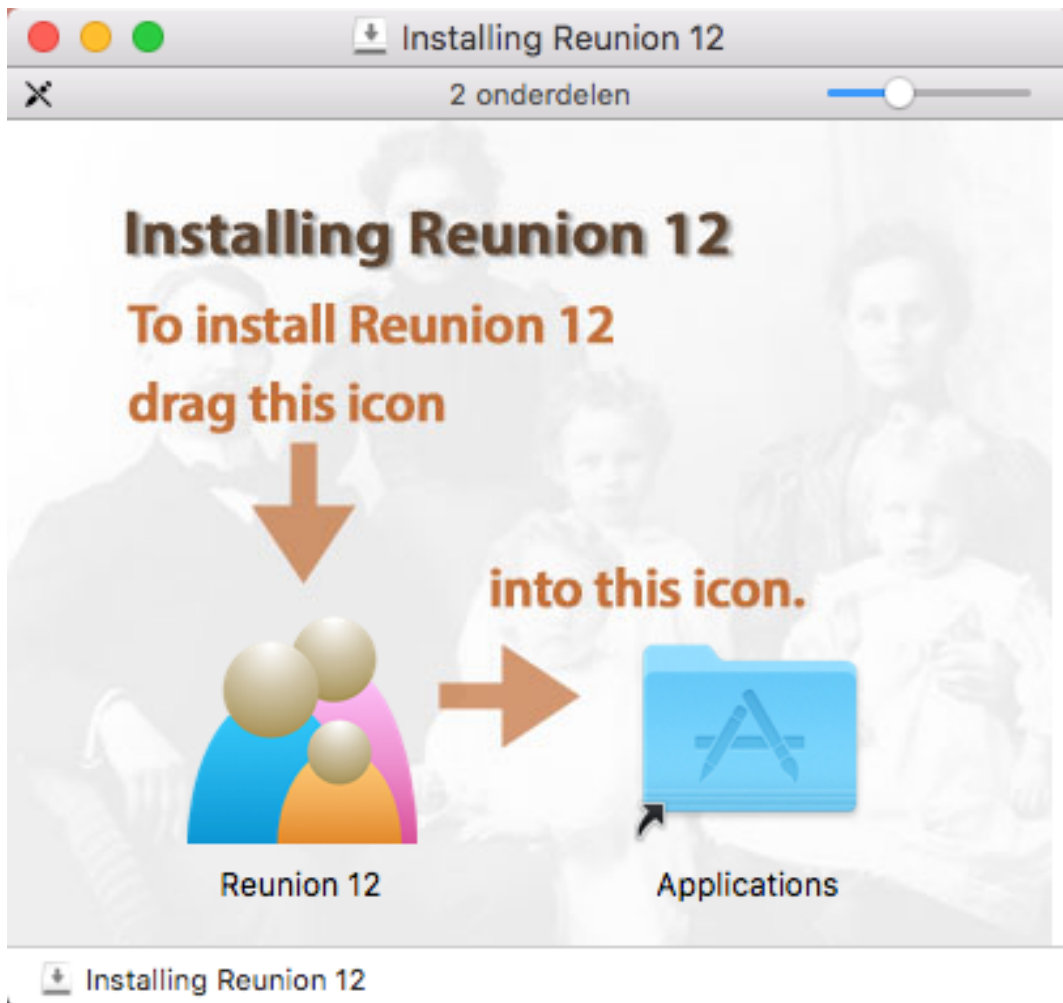 Installing Reunion 12
2 onderdelen
Installing Reunion 12
To install Reunion 12
drag this icon
into this icon.
Reunion 12
Applications
Installing Reunion 12